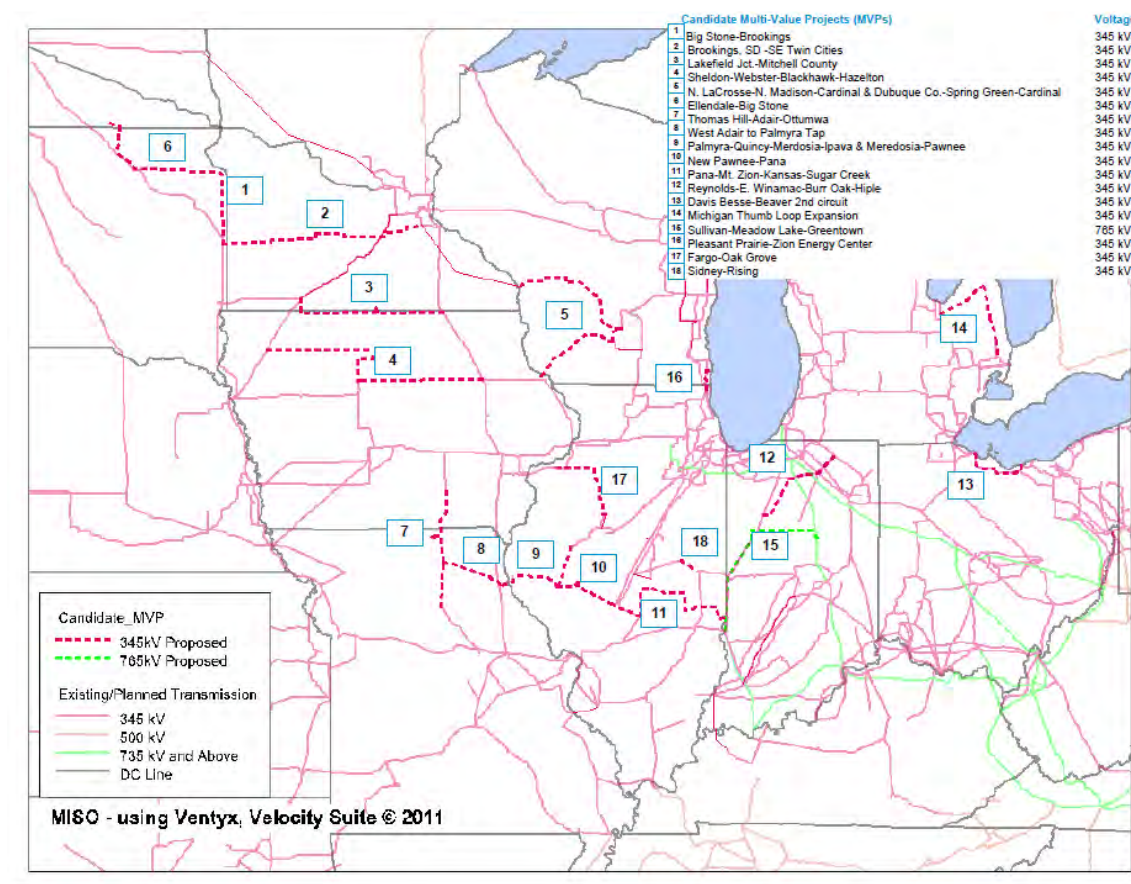 Candidate Multi-Value Projects (MVPs) Voltage
1 Big Stone-Brookings 345 kV
2 Brookings, SD -SE Twin Cities 345 kV
3 Lakefield Jct.-Mitchell County 345 kV
4 Sheldon-Webster-Blackhawk-Hazelton 345 kV
5 N. LaCrosse-N. Madison-Cardinal & Dubuque Co.-Spring Green-Cardinal 345 kV
6 Ellendale-Big Stone 345 kV
7 Thomas Hill-Adair-Ottumwa 345 kV
8 West Adair to Palmyra Tap 345 kV
9 Palmyra-Quincy-Merdosia-Ipava & Meredosia-Pawnee 345 kV
10 New Pawnee-Pana 345 kV
11 Pana-Mt. Zion-Kansas-Sugar Creek 345 kV
12 Reynolds-E. Winamac-Burr Oak-Hiple 345 kV
13 Davis Besse-Beaver 2nd circuit 345 kV
14 Michigan Thumb Loop Expansion 345 kV
15 Sullivan-Meadow Lake-Greentown 765 kV
16 Pleasant Prairie-Zion Energy Center 345 kV
17 Fargo-Oak Grove 345 kV
18 Sidney-Rising 345 kV
6
1
2
3
5
14
4
16
12
17
13
7
8
9
18
15
10
11
Candidate_MVP
345kV Proposed
765kV Proposed
Existing/Planned Transmission
345 kV
500 kV
735 kV and Above
DC Line
MISO - using Ventyx, Velocity Suite © 2011